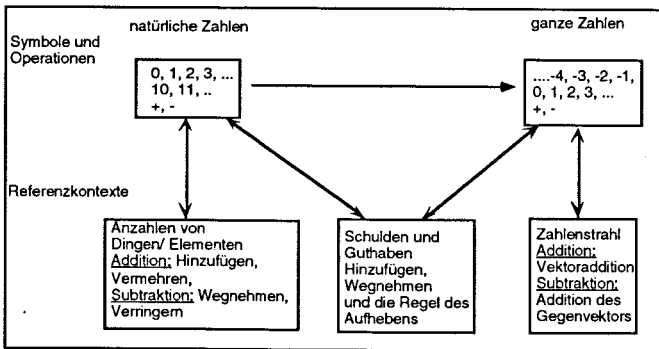 natürliche Zahlen
ganze Zahlen
Symbole und
Operationen
0, 1, 2, 3, ...
10, 11, ..
+, -
....-4, -3, -2, -1,
0, 1, 2, 3, ...
+, -
Referenzkontexte
Anzahlen von
Dingen/ Elementen
Addition: Hinzufügen,
Vermehren,
Subtraktion: Wegnehmen,
Verringern
Schulden und
Guthaben
Hinzufügen,
Wegnehmen
und die Regel des
Aufhebens
Zahlenstrahl
Addition:
Vektoraddition
Subtraktion:
Addition des
Gegenvektors